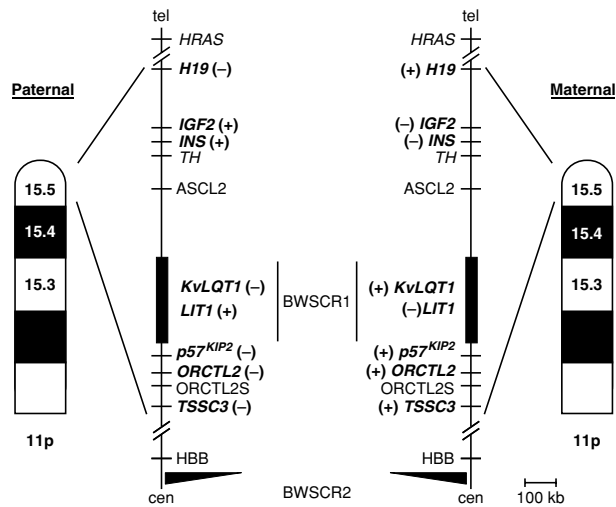 tel
tel
HRAS
HRAS
H19 (–)
(+) H19
Paternal
Maternal
IGF2 (+)
(–) IGF2
INS (+)
(–) INS
TH
TH
ASCL2
ASCL2
15.5
15.5
15.4
15.4
15.3
15.3
KvLQT1 (–)
BWSCR1
(+) KvLQT1
LIT1 (+)
(–)LIT1
p57KIP2 (–)
(+) p57KIP2
ORCTL2 (–)
(+) ORCTL2
ORCTL2S
ORCTL2S
TSSC3 (–)
(+) TSSC3
11p
11p
HBB
HBB
BWSCR2
cen
cen
100 kb